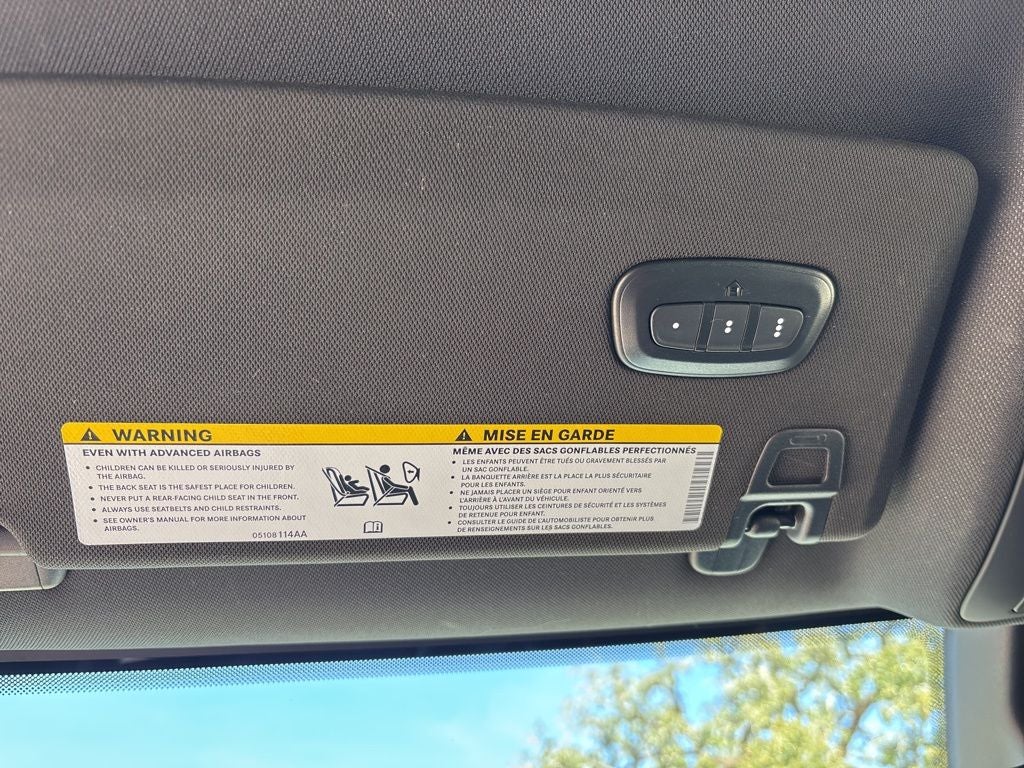 WARNING
EVEN WITH ADVANCED AIRBAGS
• CHILDREN CAN BE KILLED OR SERIOUSLY INJURED BY
THE AIRBAG.
• THE BACK SEAT IS THE SAFEST PLACE FOR CHILDREN.
• NEVER PUT A REAR-FACING CHILD SEAT IN THE FRONT.
• ALWAYS USE SEATBELTS AND CHILD RESTRAINTS.
• SEE OWNER'S MANUAL FOR MORE INFORMATION ABOUT
AIRBAGS.
05108114AA
MISE EN GARDE
MÊME AVEC DES SACS GONFLABLES PERFECTIONNÉS
• LES ENFANTS PEUVENT ÊTRE TUÉS OU GRAVEMENT BLESSÉS PAR
UN SAC GONFLABLE.
• LA BANQUETTE ARRIÈRE EST LA PLACE LA PLUS SÉCURITAIRE
POUR LES ENFANTS.
• NE JAMAIS PLACER UN SIÈGE POUR ENFANT ORIENTÉ VERS
L'ARRIÈRE À L'AVANT DU VÉHICULE.
• TOUJOURS UTILISER LES CEINTURES DE SÉCURITÉ ET LES SYSTÈMES
DE RETENUE POUR ENFANT.
• CONSULTER LE GUIDE DE L'AUTOMOBILISTE POUR OBTENIR PLUS
DE RENSEIGNEMENTS SUR LES SACS GONFLABLES.